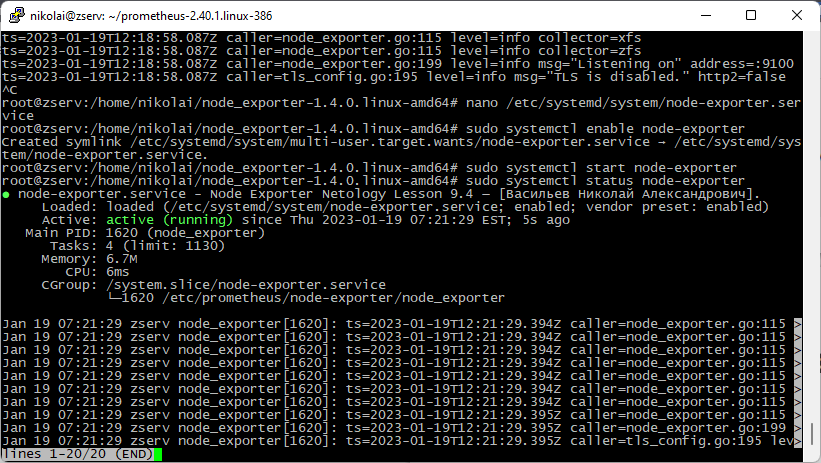 nikolai@zserv: ~/prometheus-2.40.1.linux-386
ts=2023-01-19T12:18:58.087Z caller=node_exporter.go:115 level=info collector=xfs
ts=2023-01-19T12:18:58.087Z caller=node_exporter.go:115 level=info collector=zfs
ts=2023-01-19T12:18:58.087Z caller=node_exporter.go:199 level=info msg="Listening on" address=:9100
ts=2023-01-19T12:18:58.087Z caller=tls_config.go:195 level=info msg="TLS is disabled." http2=false
^C
root@zserv:/home/nikolai/node_exporter-1.4.0.linux-amd64# nano /etc/systemd/system/node-exporter.ser
vice
root@zserv:/home/nikolai/node_exporter-1.4.0.linux-amd64# sudo systemctl enable node-exporter
Created symlink /etc/systemd/system/multi-user.target.wants/node-exporter.service → /etc/systemd/sys
tem/node-exporter.service.
root@zserv:/home/nikolai/node_exporter-1.4.0.linux-amd64# sudo systemctl start node-exporter
root@zserv:/home/nikolai/node_exporter-1.4.0.linux-amd64# sudo systemctl status node-exporter
● node-exporter.service - Node Exporter Netology Lesson 9.4 — [Васильев Николай Александрович].
Loaded: loaded (/etc/systemd/system/node-exporter.service; enabled; vendor preset: enabled)
Active: active (running) since Thu 2023-01-19 07:21:29 EST; 5s ago
Main PID: 1620 (node_exporter)
Tasks: 4 (limit: 1130)
Memory: 6.7M
CPU: 6ms
CGroup: /system.slice/node-exporter.service
└─1620 /etc/prometheus/node-exporter/node_exporter
Jan 19 07:21:29 zserv node_exporter[1620]: ts=2023-01-19T12:21:29.394Z caller=node_exporter.go:115 >
Jan 19 07:21:29 zserv node_exporter[1620]: ts=2023-01-19T12:21:29.394Z caller=node_exporter.go:115 >
Jan 19 07:21:29 zserv node_exporter[1620]: ts=2023-01-19T12:21:29.394Z caller=node_exporter.go:115 >
Jan 19 07:21:29 zserv node_exporter[1620]: ts=2023-01-19T12:21:29.394Z caller=node_exporter.go:115 >
Jan 19 07:21:29 zserv node_exporter[1620]: ts=2023-01-19T12:21:29.394Z caller=node_exporter.go:115 >
Jan 19 07:21:29 zserv node_exporter[1620]: ts=2023-01-19T12:21:29.394Z caller=node_exporter.go:115 >
Jan 19 07:21:29 zserv node_exporter[1620]: ts=2023-01-19T12:21:29.394Z caller=node_exporter.go:115 >
Jan 19 07:21:29 zserv node_exporter[1620]: ts=2023-01-19T12:21:29.395Z caller=node_exporter.go:115 >
Jan 19 07:21:29 zserv node_exporter[1620]: ts=2023-01-19T12:21:29.395Z caller=node_exporter.go:199 >
Jan 19 07:21:29 zserv node_exporter[1620]: ts=2023-01-19T12:21:29.395Z caller=tls_config.go:195 lev>
lines 1-20/20 (END)